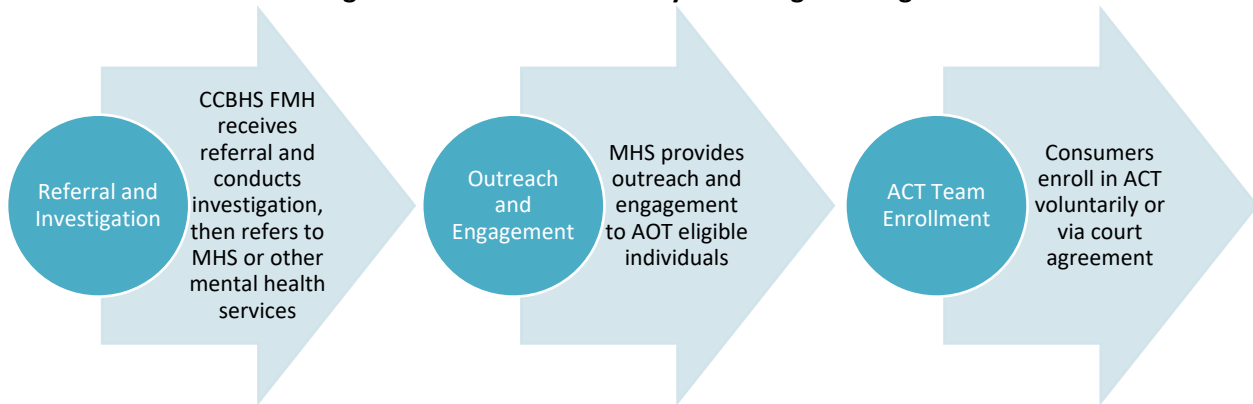 Referral and
Investigation
CCBHS FMH
receives
referral and
conducts
investigation,
then refers to
MHS or other
mental health
services
Outreach
and
Engagement
MHS provides
outreach and
engagement
to AOT eligible
individuals
ACT Team
Enrollment
Consumers
enroll in ACT
voluntarily or
via court
agreement